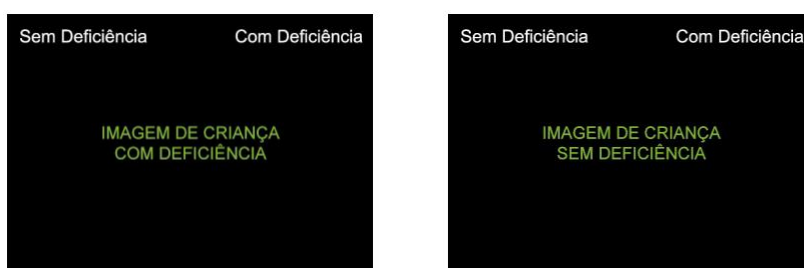 Sem Deficiência Com Deficiência
IMAGEM DE CRIANÇA
COM DEFICIÊNCIA
Sem Deficiência Com Deficiência
IMAGEM DE CRIANÇA
SEM DEFICIÊNCIA